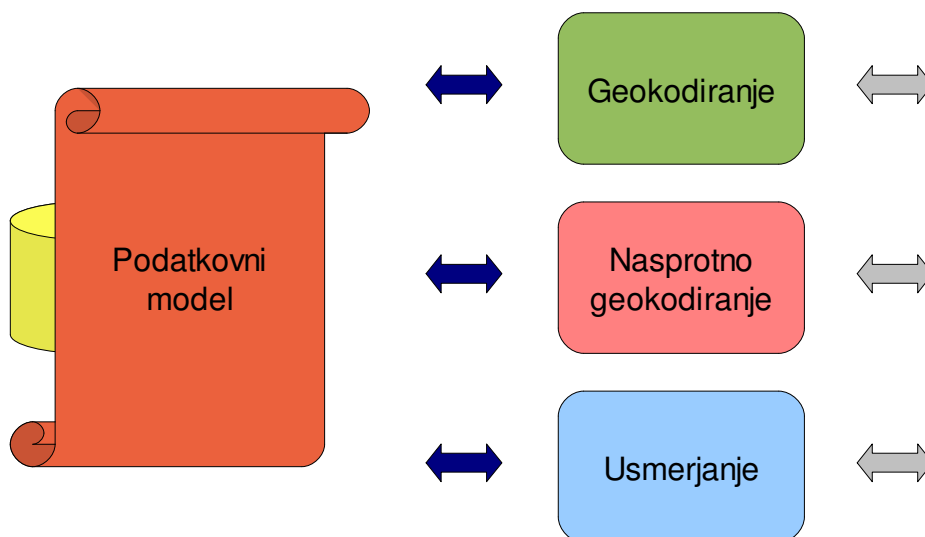 Geokodiranje
Podatkovni
model
Nasprotno
geokodiranje
Usmerjanje